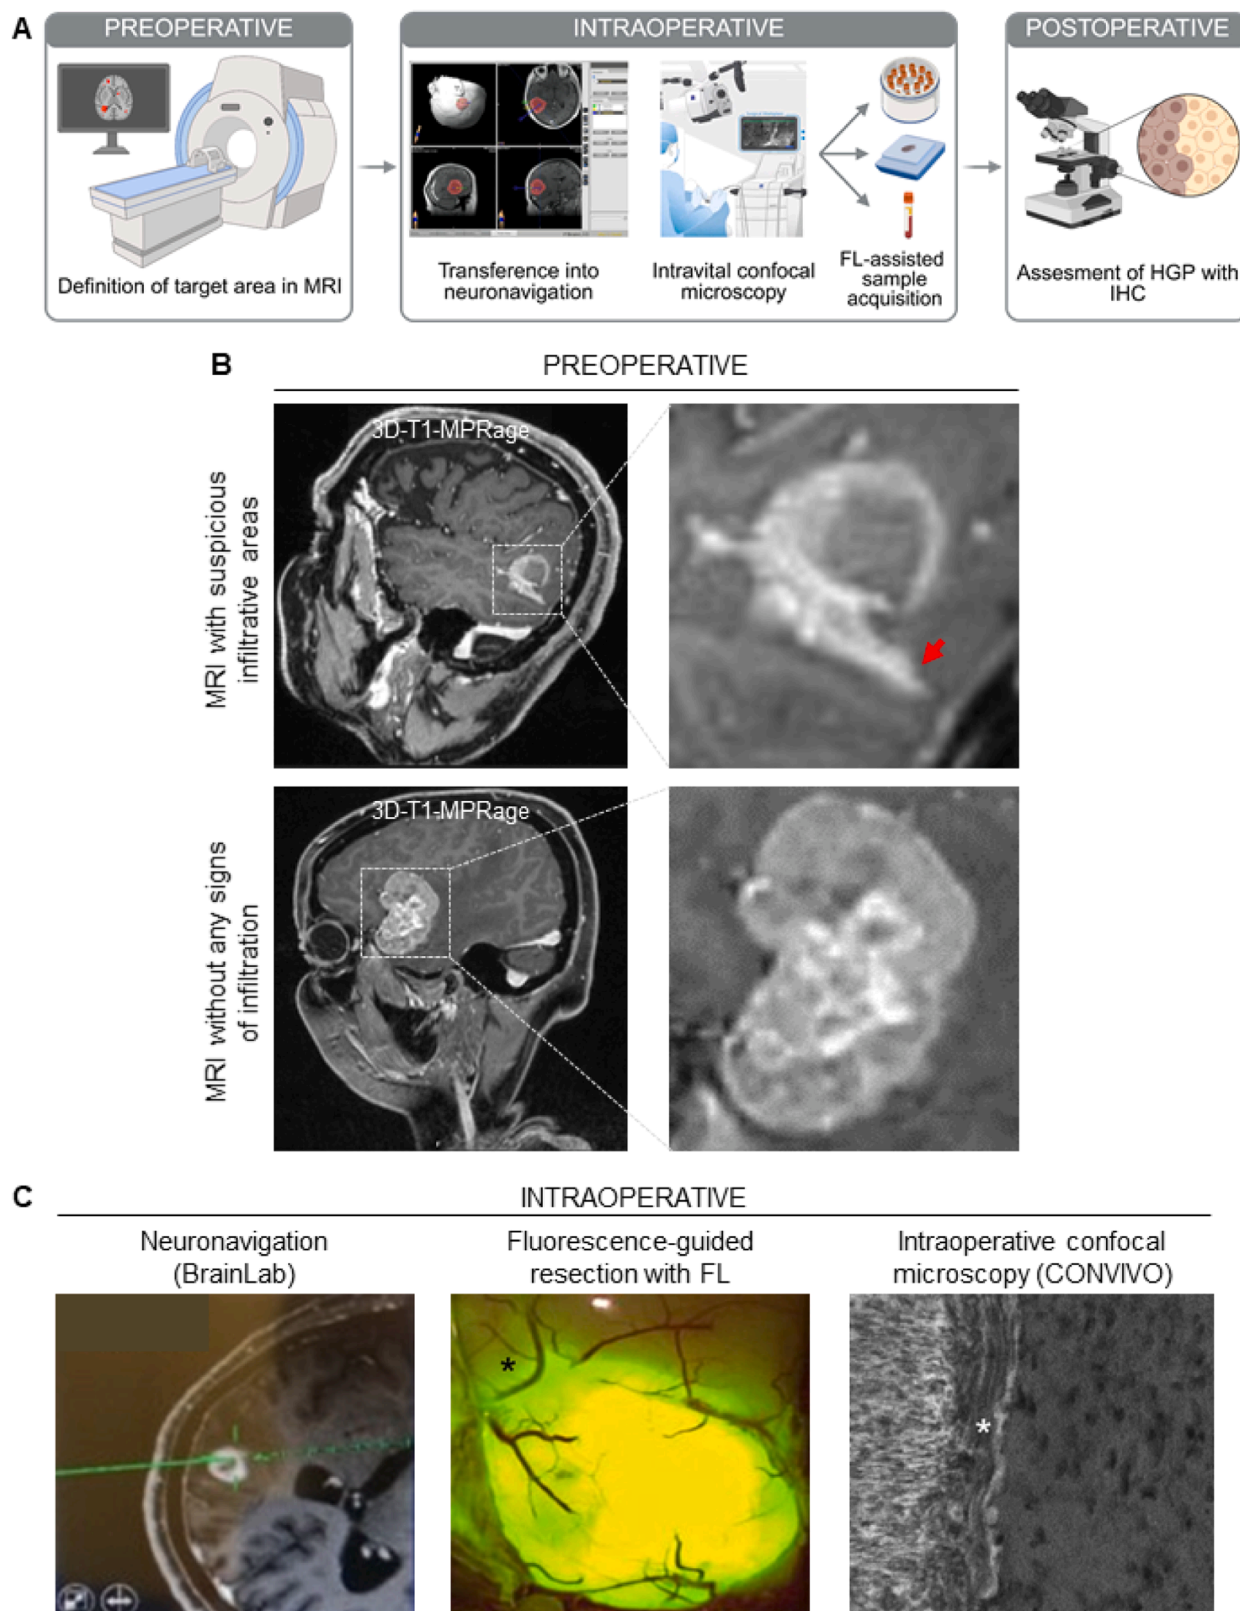 A
PREOPERATIVE
INTRAOPERATIVE
POSTOPERATIVE
Definition of target area in MRI
Transference into
neuronavigation
Intravital confocal
microscopy
FL-assisted
sample
acquisition
Assesment of HGP with
IHC
B
PREOPERATIVE
MRI with suspicious
infiltrative areas
3D-T1-MPRage
MRI without any signs
of infiltration
3D-T1-MPRage
C
INTRAOPERATIVE
Neuronavigation
(BrainLab)
Fluorescence-guided
resection with FL
Intraoperative confocal
microscopy (CONVIVO)
*
*